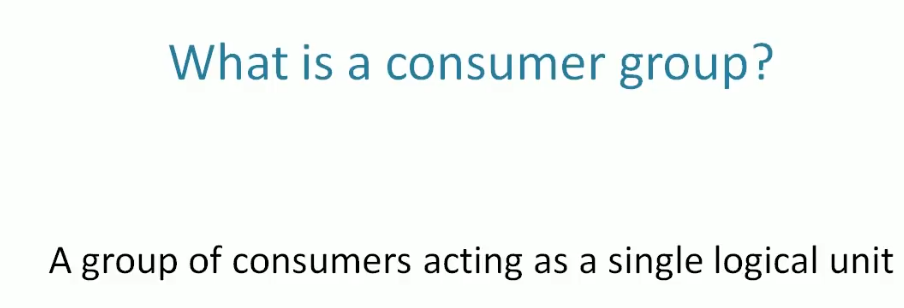 What is a consumer group?
A group of consumers acting as a single logical unit